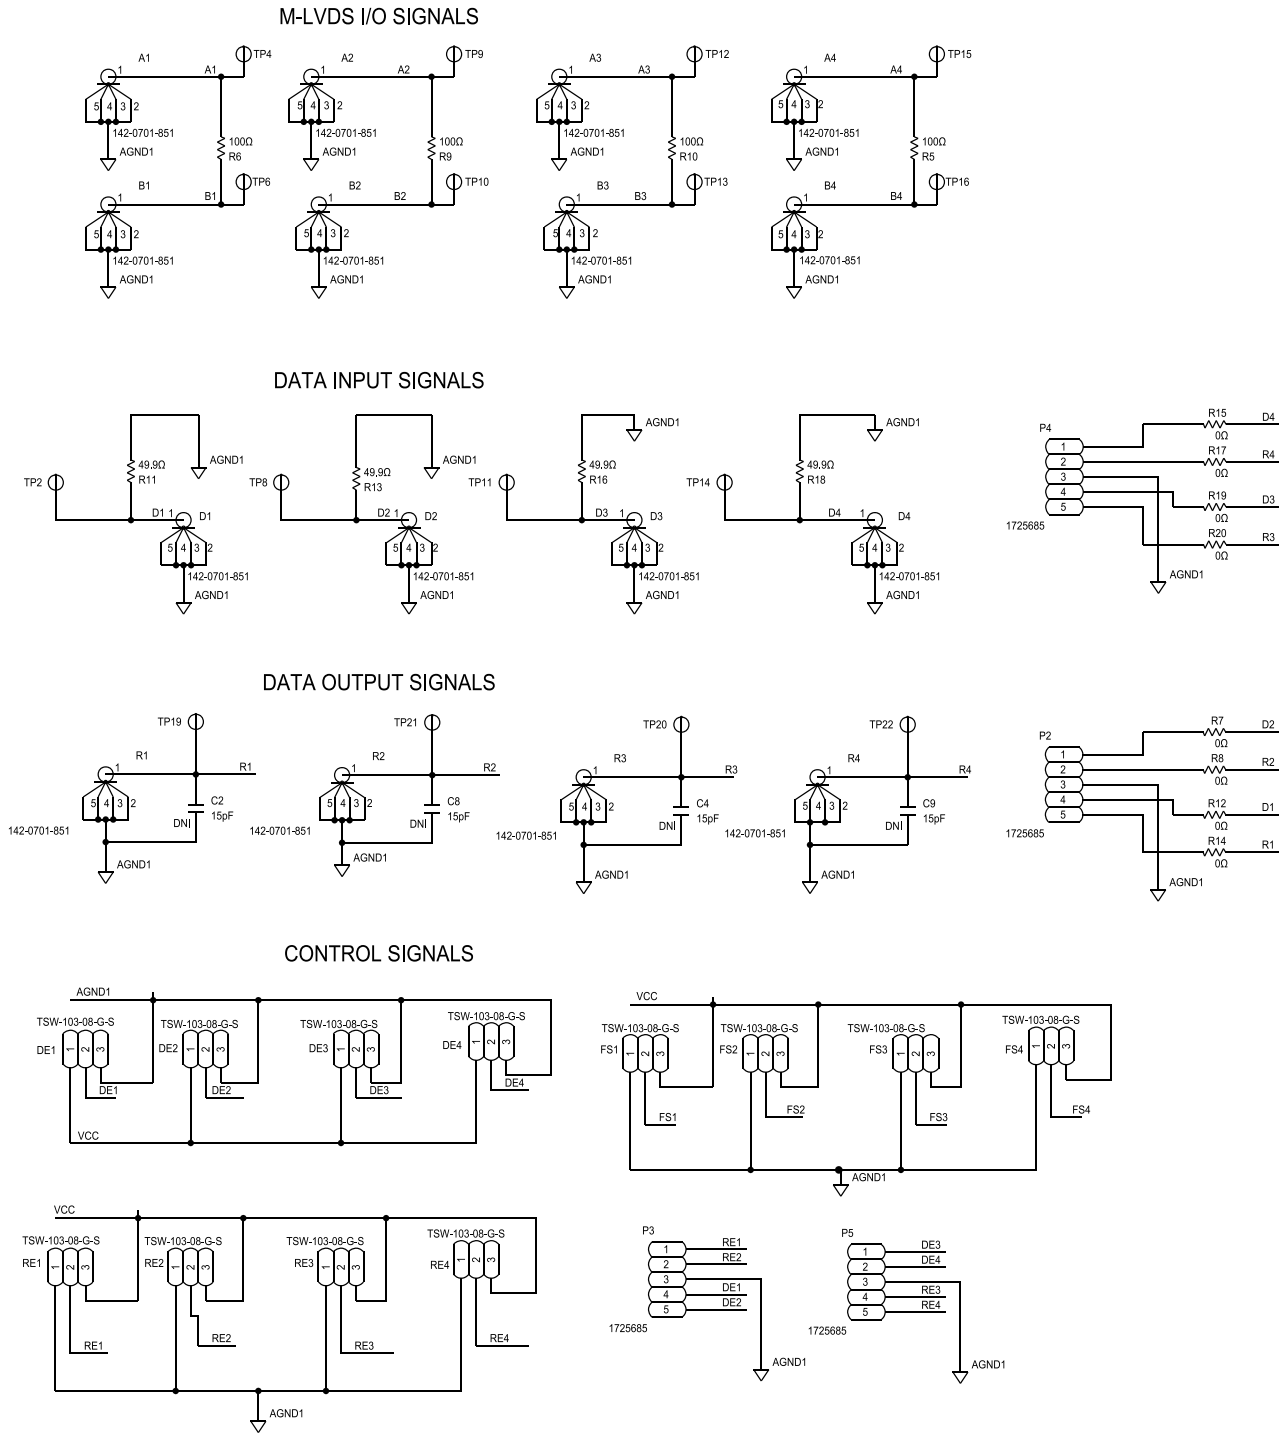 M-LVDS I/O SIGNALS
A1 A1 TP4 A2 A2 TP9 A3 A3 TP12 A4 A4 TP15
1 1 1 1
5 4 3 2 5 4 3 2 5 4 3 2 5 4 3 2
142-0701-851 142-0701-851 142-0701-851 142-0701-851
100Ω 100Ω 100Ω 100Ω
R6 R9 R10 R5
AGND1 AGND1 AGND1 AGND1
B1 B1 TP6 B2 B2 TP10 B3 B3 TP13 B4 B4 TP16
1 1 1 1
5 4 3 2 5 4 3 2 5 4 3 2 5 4 3 2
142-0701-851 142-0701-851 142-0701-851 142-0701-851
AGND1 AGND1 AGND1 AGND1
DATA INPUT SIGNALS
AGND1 AGND1 AGND1 AGND1
49.9Ω 49.9Ω 49.9Ω 49.9Ω
R11 R13 R16 R18
TP2 TP8 TP11 TP14
D1 1 D1 D2 1 D2 D3 1 D3 D4 1 D4
5 4 3 2 5 4 3 2 5 4 3 2 5 4 3 2
142-0701-851 142-0701-851 142-0701-851 142-0701-851
AGND1 AGND1 AGND1 AGND1
P4
1
2
3
4
5
1725685
R15 D4
0Ω
R17 R4
0Ω
R19 D3
0Ω
R20 R3
0Ω
AGND1
DATA OUTPUT SIGNALS
TP19 TP21 TP20 TP22
R1 1 R1 R2 1 R2 R3 1 R3 R4 1 R4
5 4 3 2 5 4 3 2 5 4 3 2 5 4 3 2
C2 C8 C4 C9
15pF 15pF 15pF 15pF
DNI DNI DNI DNI
142-0701-851 142-0701-851 142-0701-851 142-0701-851
AGND1 AGND1 AGND1 AGND1
P2
1
2
3
4
5
1725685
R7 D2
0Ω
R8 R2
0Ω
R12 D1
0Ω
R14 R1
0Ω
AGND1
CONTROL SIGNALS
AGND1
TSW-103-08-G-S TSW-103-08-G-S TSW-103-08-G-S TSW-103-08-G-S
DE1 1 2 3 DE2 1 2 3 DE3 1 2 3 DE4 1 2 3
DE1 DE2 DE3 DE4
VCC
VCC
TSW-103-08-G-S TSW-103-08-G-S TSW-103-08-G-S TSW-103-08-G-S
FS1 1 2 3 FS2 1 2 3 FS3 1 2 3 FS4 1 2 3
FS1 FS2 FS3 FS4
AGND1
VCC
TSW-103-08-G-S TSW-103-08-G-S TSW-103-08-G-S TSW-103-08-G-S
RE1 1 2 3 RE2 1 2 3 RE3 1 2 3 RE4 1 2 3
RE1 RE2 RE3 RE4
AGND1
P3
1 RE1
2 RE2
3
4 DE1
5 DE2
1725685
AGND1
P5
1 DE3
2 DE4
3
4 RE3
5 RE4
1725685
AGND1